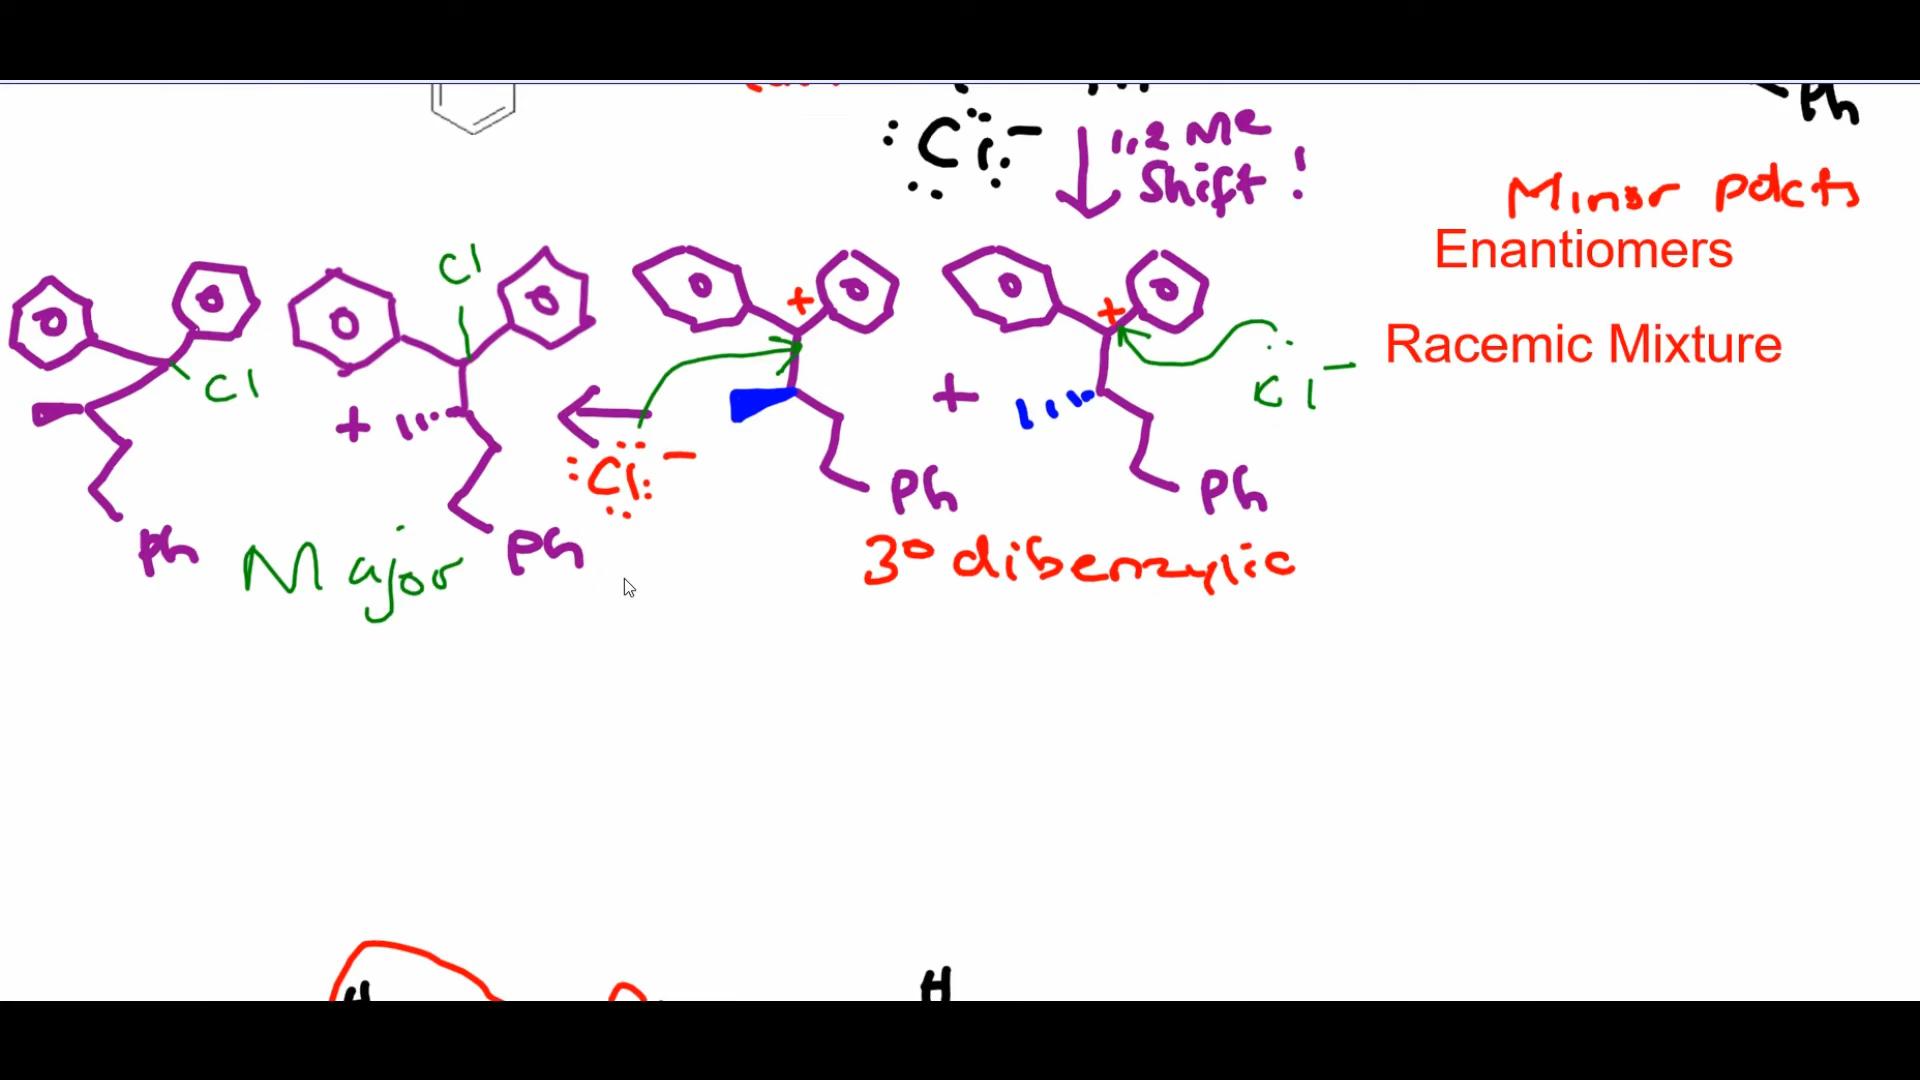 Ph
:Cl:−
1,2 Me
Shift!
Minor pdcts
Enantiomers
Racemic Mixture
Cl
+
+
Cl
+
+
Cl−
:Cl:−
Ph
Ph
Ph
Ph
Major
3° dibenzylic
H
H